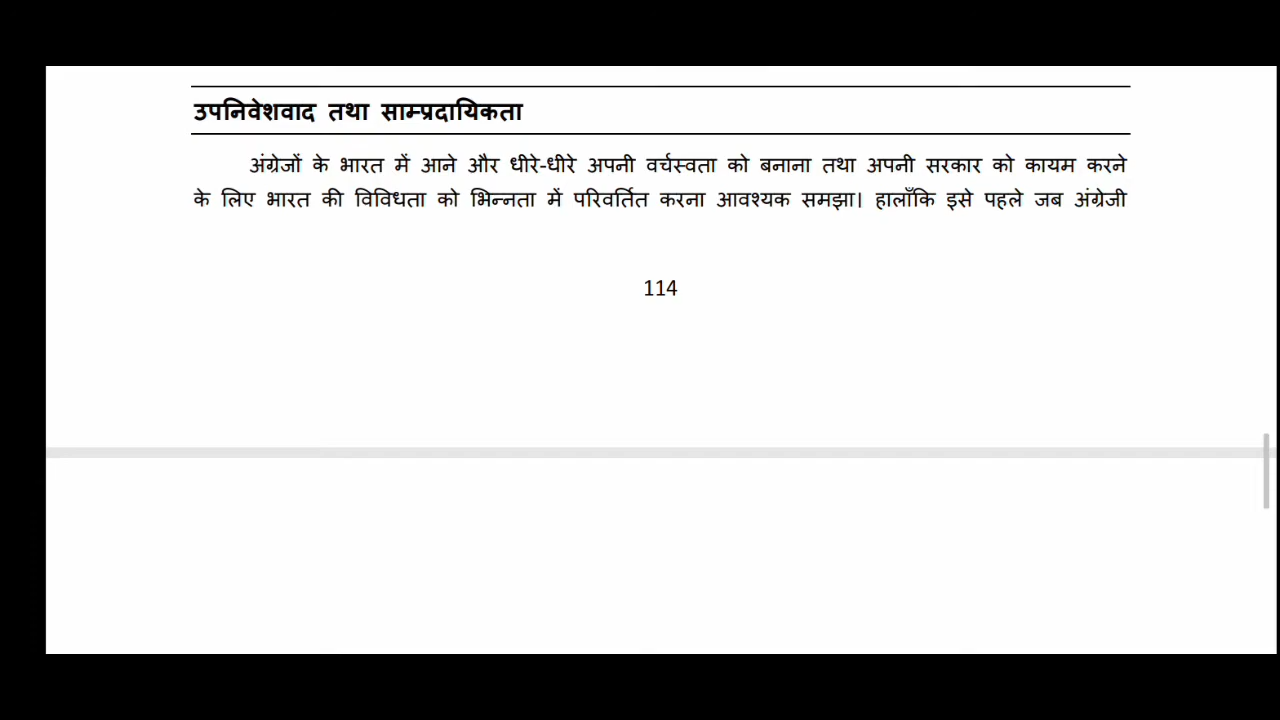 उपनिवेशवाद तथा साम्प्रदायिकता
अंग्रेजों के भारत में आने और धीरे-धीरे अपनी वर्चस्वता को बनाना तथा अपनी सरकार को कायम करने
के लिए भारत की विविधता को भिन्नता में परिवर्तित करना आवश्यक समझा। हालाँकि इसे पहले जब अंग्रेजी
114